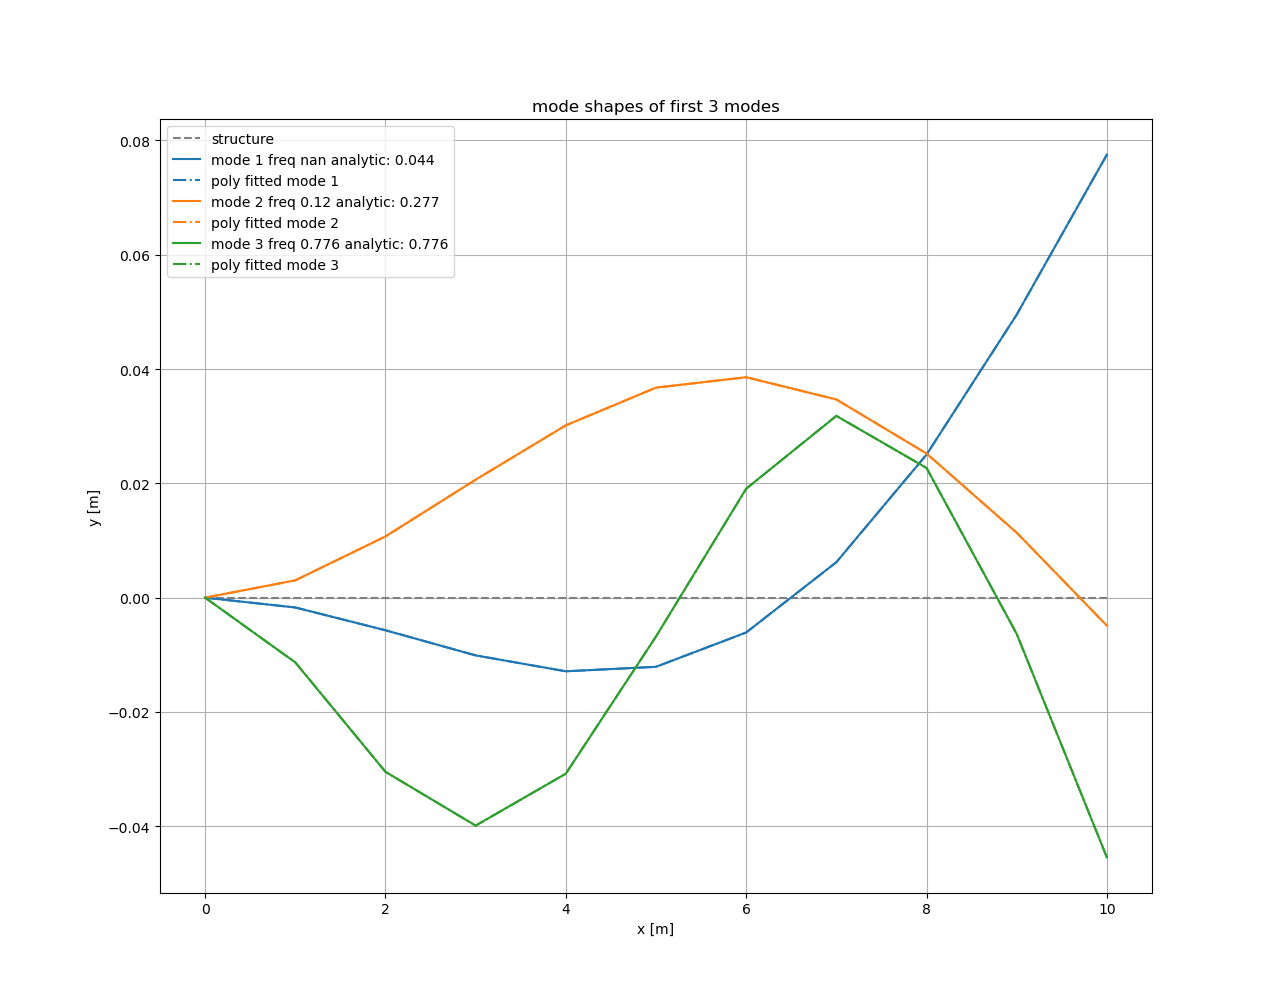 mode shapes of first 3 modes
structure
mode 1 freq nan analytic: 0.044
poly fitted mode 1
mode 2 freq 0.12 analytic: 0.277
poly fitted mode 2
mode 3 freq 0.776 analytic: 0.776
poly fitted mode 3
0.08
0.06
0.04
0.02
0.00
−0.02
−0.04
y [m]
0 2 4 6 8 10
x [m]